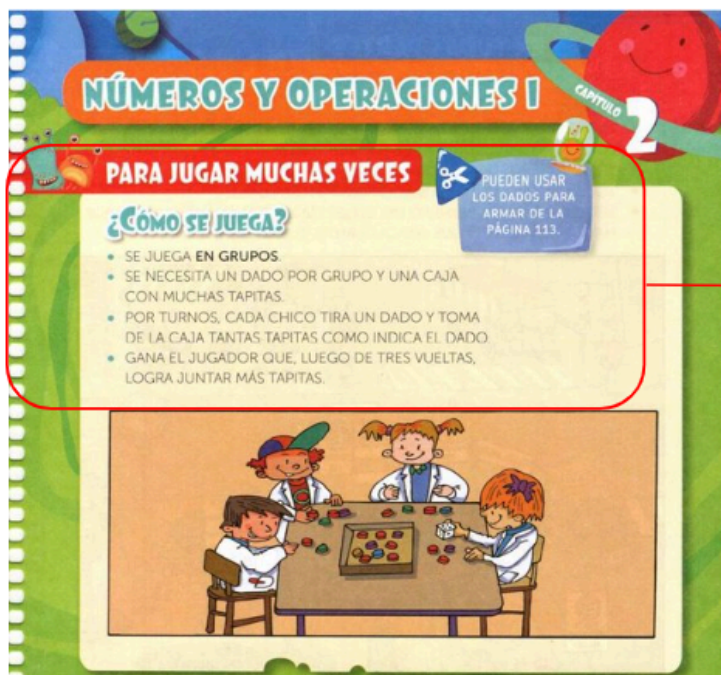 NÚMEROS Y OPERACIONES I
CAPÍTULO
2
PARA JUGAR MUCHAS VECES
PUEDEN USAR
LOS DADOS PARA
ARMAR DE LA
PÁGINA 113.
¿CÓMO SE JUEGA?
• SE JUEGA EN GRUPOS.
• SE NECESITA UN DADO POR GRUPO Y UNA CAJA
CON MUCHAS TAPITAS.
• POR TURNOS, CADA CHICO TIRA UN DADO Y TOMA
DE LA CAJA TANTAS TAPITAS COMO INDICA EL DADO.
• GANA EL JUGADOR QUE, LUEGO DE TRES VUELTAS,
LOGRA JUNTAR MÁS TAPITAS.